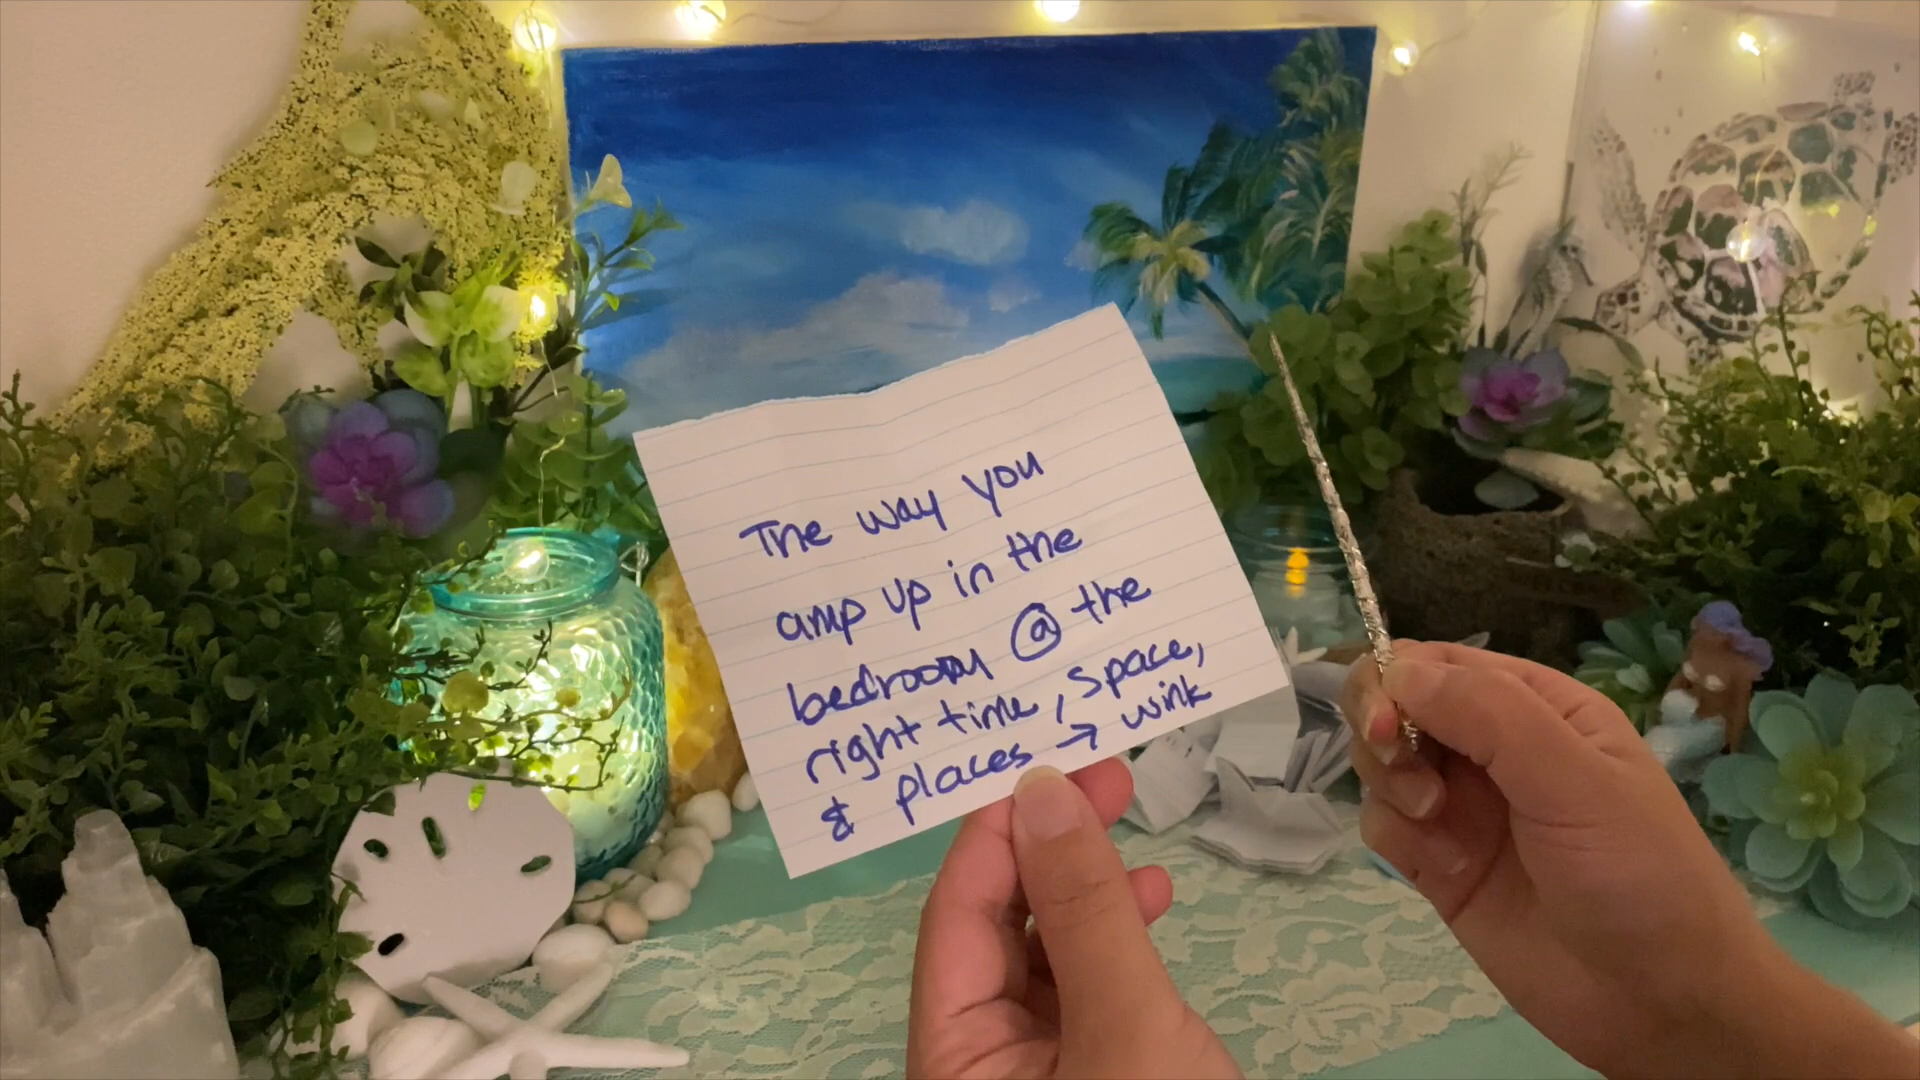 The way you
amp up in the
bedroom @ the
right time, space,
& places → wink